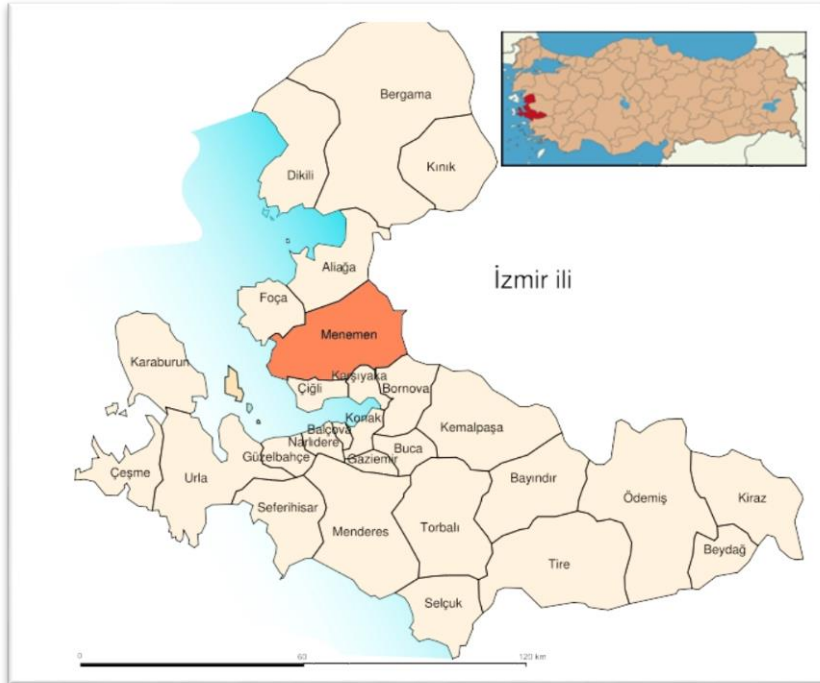 Bergama
Kınık
Dikili
Aliağa
İzmir ili
Foça
Menemen
Karaburun
Karşıyaka
Çiğli
Bornova
Konak
Balçova
Kemalpaşa
Narlıdere
Buca
Güzelbahçe
Gaziemir
Çeşme
Urla
Bayındır
Ödemiş
Kiraz
Seferihisar
Menderes
Torbalı
Beydağ
Tire
Selçuk
0
60
120 km